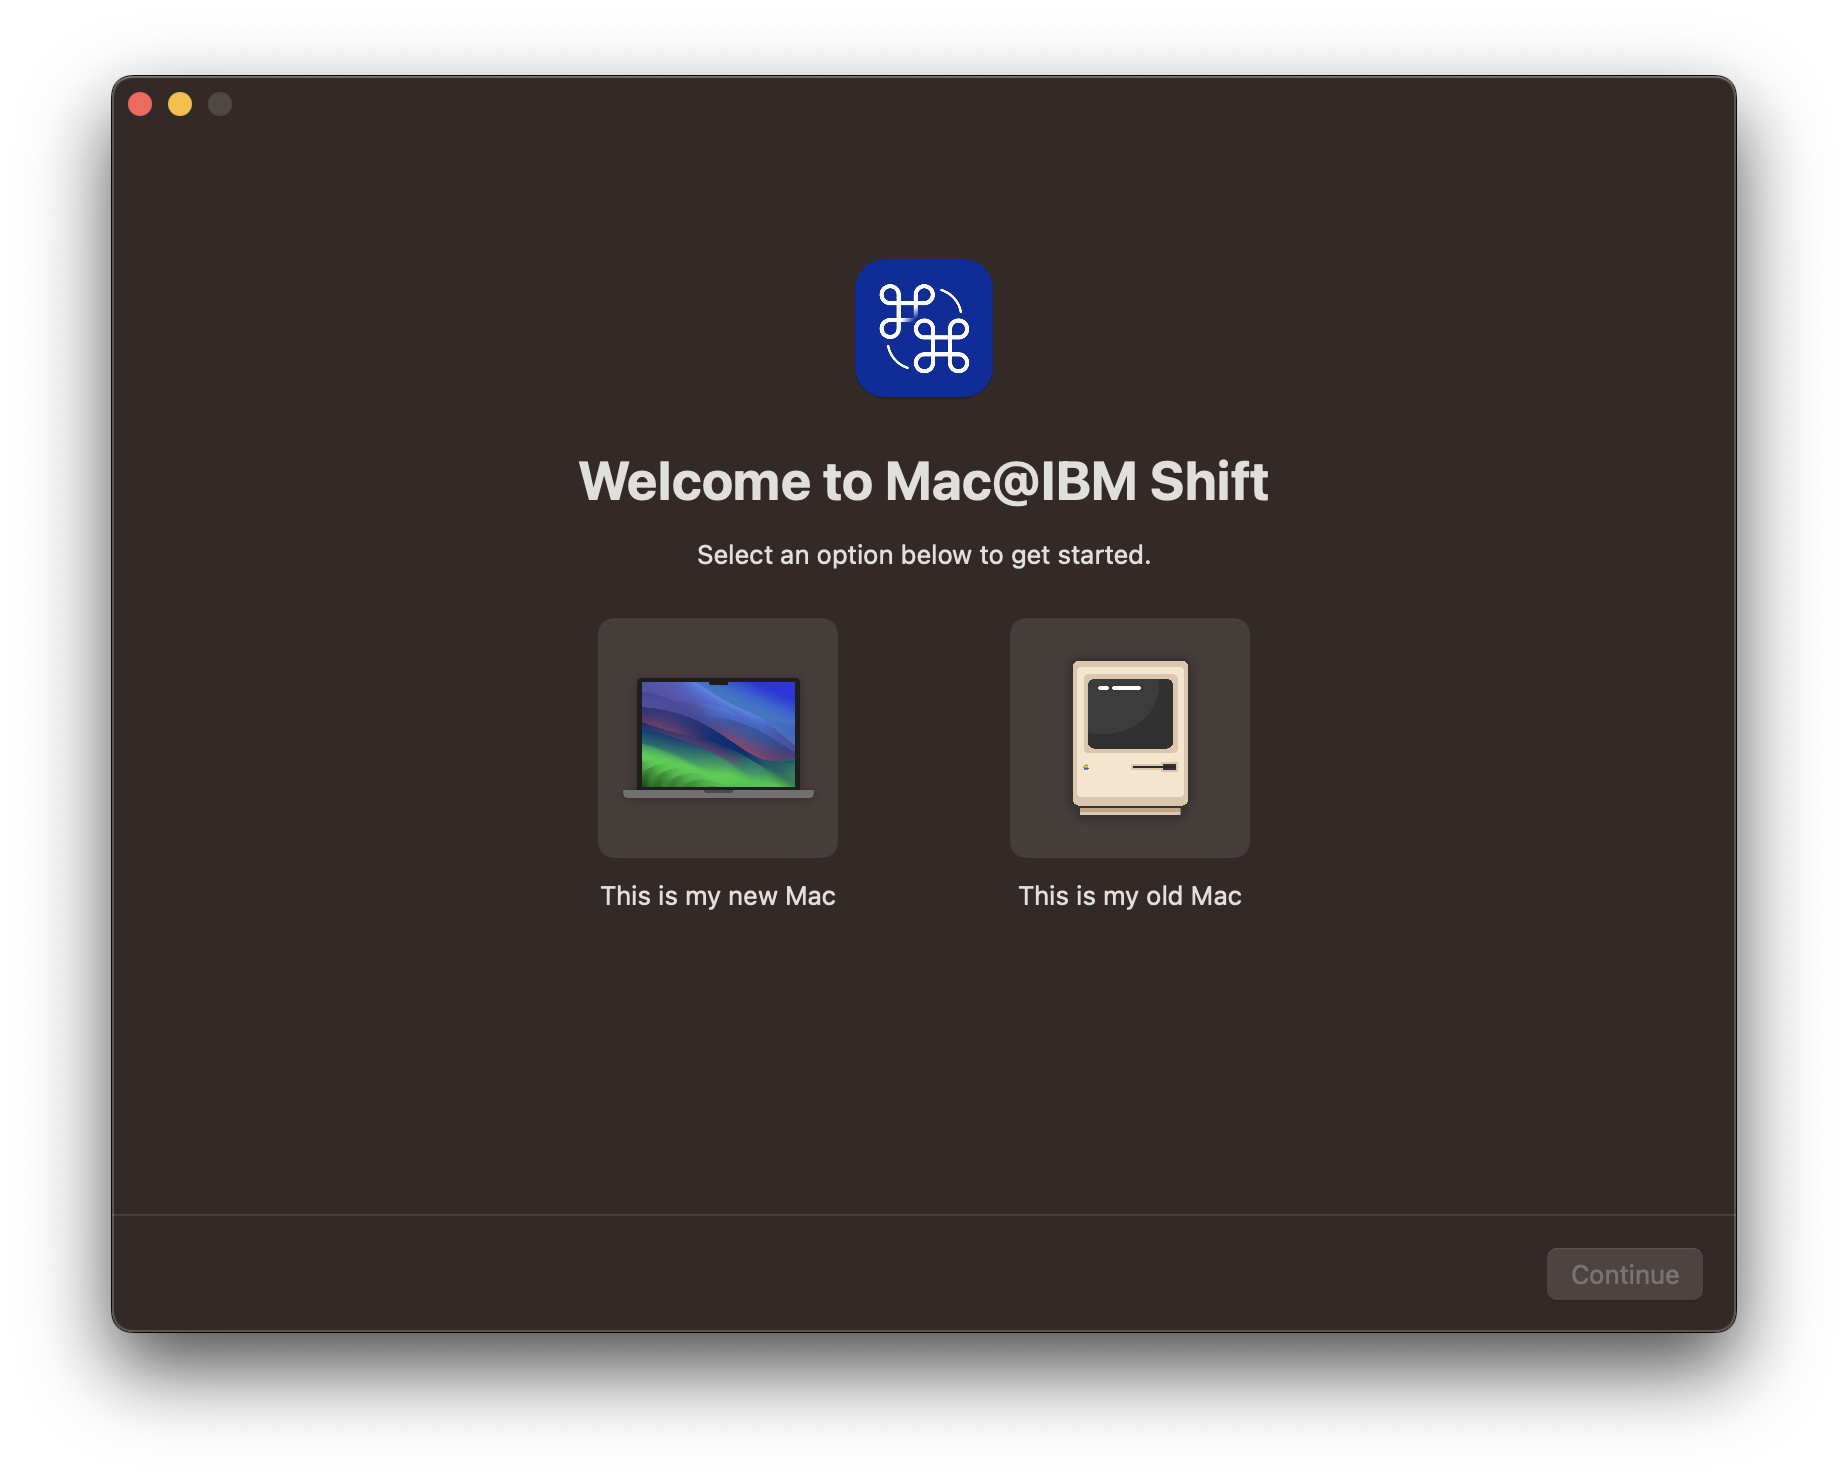 Welcome to Mac@IBM Shift
Select an option below to get started.
This is my new Mac
This is my old Mac
Continue